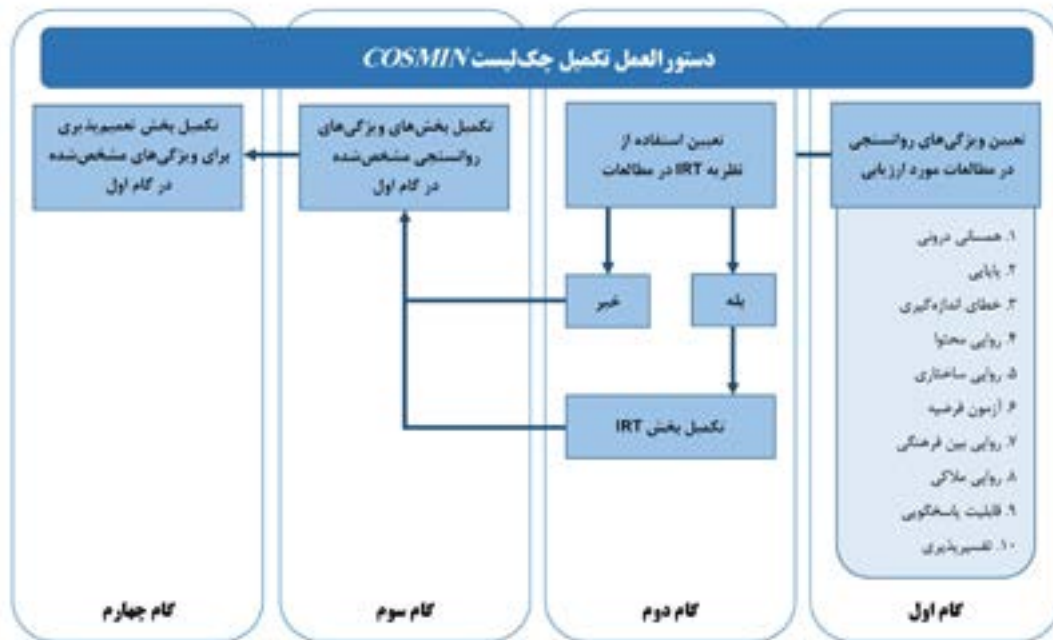 دستورالعمل تکمیل چک‌لیست COSMIN
تعیین ویژگی‌های روانسنجی
در مطالعات مورد ارزیابی
۱. همسانی درونی
۲. پایایی
۳. خطای اندازه‌گیری
۴. روایی محتوا
۵. روایی ساختاری
۶. آزمون فرضیه
۷. روایی بین فرهنگی
۸. روایی ملاکی
۹. قابلیت پاسخگویی
۱۰. تفسیرپذیری
گام اول
تعیین استفاده از
نظریه IRT در مطالعات
بله
خیر
تکمیل بخش IRT
گام دوم
تکمیل بخش‌های ویژگی‌های
روانسنجی مشخص‌شده
در گام اول
گام سوم
تکمیل بخش تعمیم‌پذیری
برای ویژگی‌های مشخص‌شده
در گام اول
گام چهارم